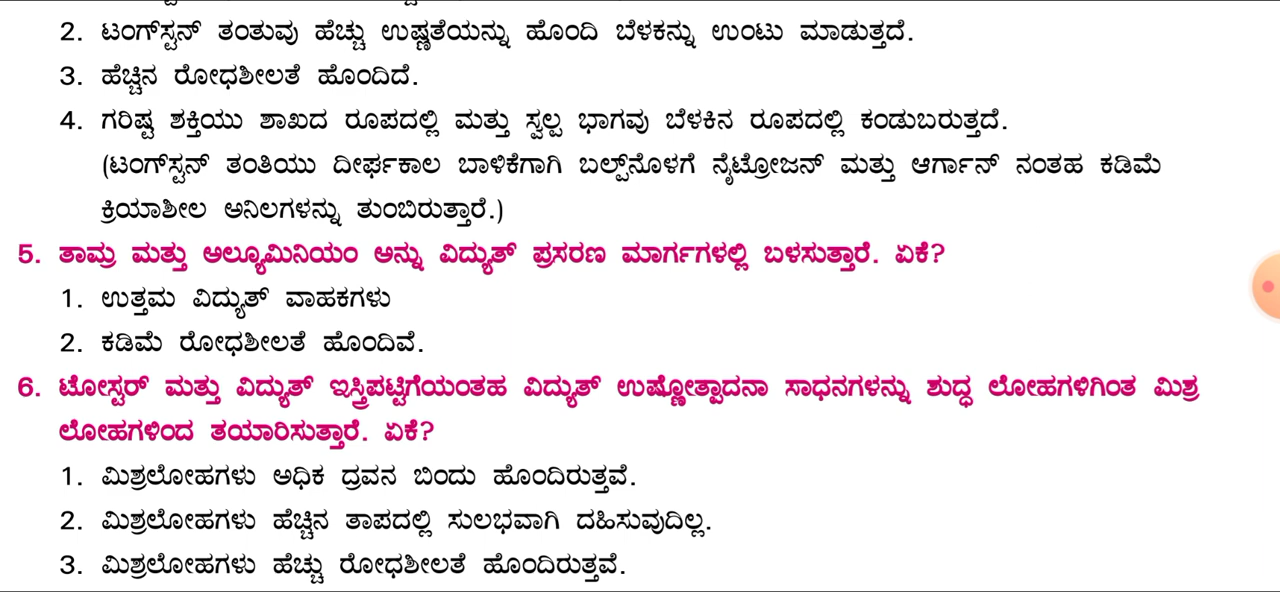 2. ಟಂಗ್‌ಸ್ಟನ್ ತಂತುವು ಹೆಚ್ಚು ಉಷ್ಣತೆಯನ್ನು ಹೊಂದಿ ಬೆಳಕನ್ನು ಉಂಟು ಮಾಡುತ್ತದೆ.
3. ಹೆಚ್ಚಿನ ರೋಧಶೀಲತೆ ಹೊಂದಿದೆ.
4. ಗರಿಷ್ಟ ಶಕ್ತಿಯು ಶಾಖದ ರೂಪದಲ್ಲಿ ಮತ್ತು ಸ್ವಲ್ಪ ಭಾಗವು ಬೆಳಕಿನ ರೂಪದಲ್ಲಿ ಕಂಡುಬರುತ್ತದೆ.
(ಟಂಗ್‌ಸ್ಟನ್ ತಂತಿಯು ದೀರ್ಘಕಾಲ ಬಾಳಿಕೆಗಾಗಿ ಬಲ್ಪ್‌ನೊಳಗೆ ನೈಟ್ರೋಜನ್ ಮತ್ತು ಆರ್ಗಾನ್ ನಂತಹ ಕಡಿಮೆ
ಕ್ರಿಯಾಶೀಲ ಅನಿಲಗಳನ್ನು ತುಂಬಿರುತ್ತಾರೆ.)
5. ತಾಮ್ರ ಮತ್ತು ಅಲ್ಯೂಮಿನಿಯಂ ಅನ್ನು ವಿದ್ಯುತ್ ಪ್ರಸರಣ ಮಾರ್ಗಗಳಲ್ಲಿ ಬಳಸುತ್ತಾರೆ. ಏಕೆ?
1. ಉತ್ತಮ ವಿದ್ಯುತ್ ವಾಹಕಗಳು
2. ಕಡಿಮೆ ರೋಧಶೀಲತೆ ಹೊಂದಿವೆ.
6. ಟೋಸ್ಟರ್ ಮತ್ತು ವಿದ್ಯುತ್ ಇಸ್ತ್ರಿಪಟ್ಟಿಗೆಯಂತಹ ವಿದ್ಯುತ್ ಉಷ್ಣೋತ್ಪಾದನಾ ಸಾಧನಗಳನ್ನು ಶುದ್ಧ ಲೋಹಗಳಿಗಿಂತ ಮಿಶ್ರ
ಲೋಹಗಳಿಂದ ತಯಾರಿಸುತ್ತಾರೆ. ಏಕೆ?
1. ಮಿಶ್ರಲೋಹಗಳು ಅಧಿಕ ದ್ರವನ ಬಿಂದು ಹೊಂದಿರುತ್ತವೆ.
2. ಮಿಶ್ರಲೋಹಗಳು ಹೆಚ್ಚಿನ ತಾಪದಲ್ಲಿ ಸುಲಭವಾಗಿ ದಹಿಸುವುದಿಲ್ಲ.
3. ಮಿಶ್ರಲೋಹಗಳು ಹೆಚ್ಚು ರೋಧಶೀಲತೆ ಹೊಂದಿರುತ್ತವೆ.